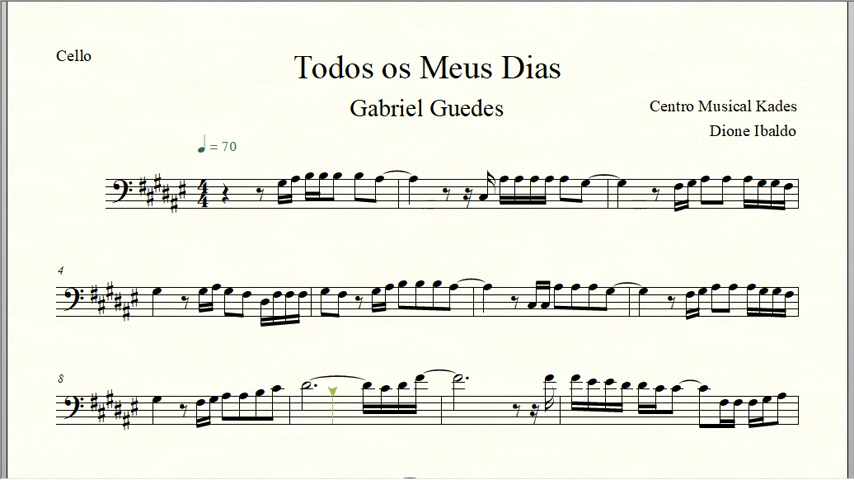 Cello
Todos os Meus Dias
Gabriel Guedes
Centro Musical Kades
Dione Ibaldo
= 70
4
4
4
8